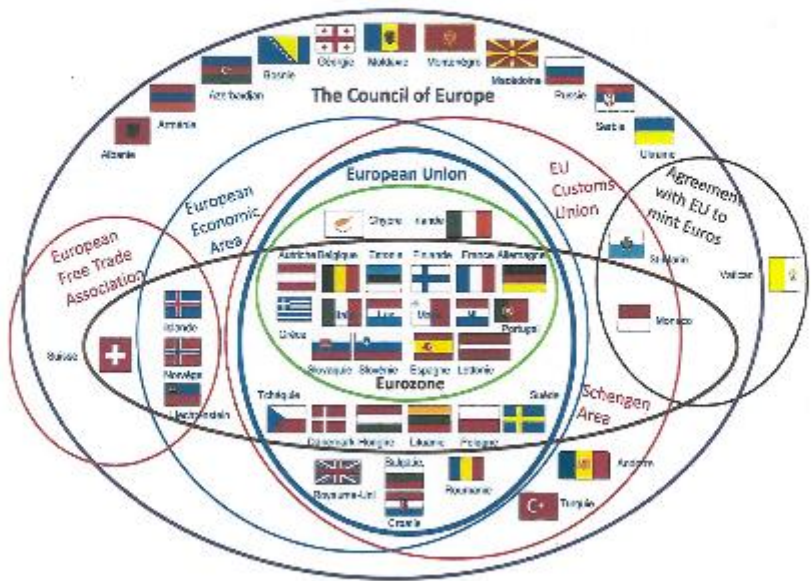 Géorgie Moldavie Monténégro
Bosnie Macédoine
Azerbaïdjan Russie
The Council of Europe
Arménie Serbie
Albanie Ukraine
European Union
EU
Customs
Union
Agreement
with EU to
mint Euros
European
Economic
Area
European
Free Trade
Association
Chypre Irlande
St-Marin
Vatican
Autriche Belgique Estonie Finlande France Allemagne
Islande
Grèce Portugal
Monaco
Suisse
Norvège
Slovaquie Slovénie Espagne Lettonie
Eurozone
Liechtenstein
Tchéquie Suède
Schengen
Area
Danemark Hongrie Lituanie Pologne
Bulgarie
Andorre
Royaume-Uni Roumanie
Turquie
Croatie